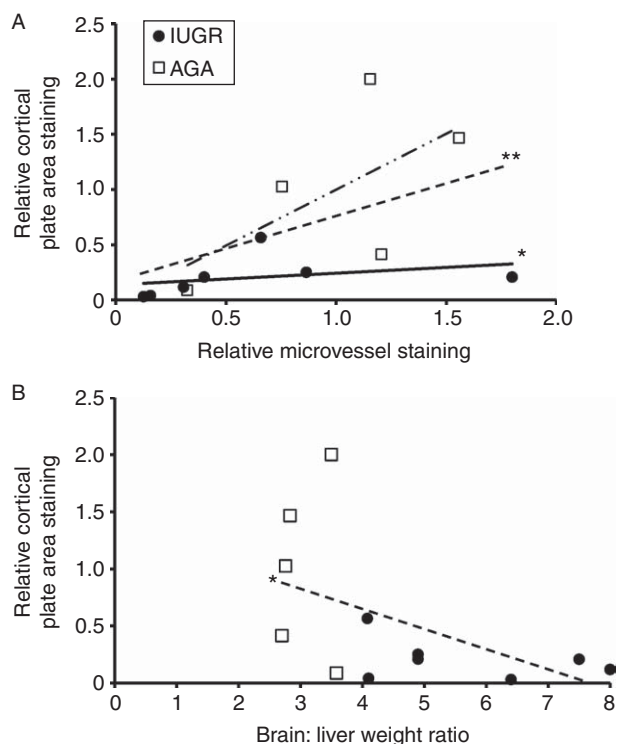 A
2.5
2.0
1.5
1.0
0.5
0
IUGR
AGA
**
*
0
0.5
1.0
1.5
2.0
Relative cortical
plate area staining
Relative microvessel staining
B
2.5
2.0
1.5
1.0
0.5
0
*
0
1
2
3
4
5
6
7
8
Relative cortical
plate area staining
Brain: liver weight ratio